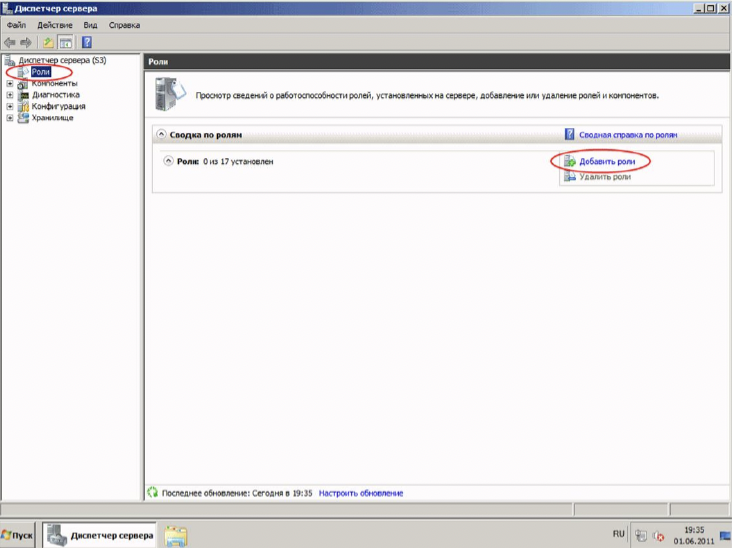 Диспетчер сервера
Файл Действие Вид Справка
Диспетчер сервера (S3)
Роли
Компоненты
Диагностика
Конфигурация
Хранилище
Роли
Просмотр сведений о работоспособности ролей, установленных на сервере, добавление или удаление ролей и компонентов.
Сводка по ролям
Сводная справка по ролям
Роли: 0 из 17 установлен
Добавить роли
Удалить роли
Последнее обновление: Сегодня в 19:35 Настроить обновление
Пуск
Диспетчер сервера
RU
19:35
01.06.2011